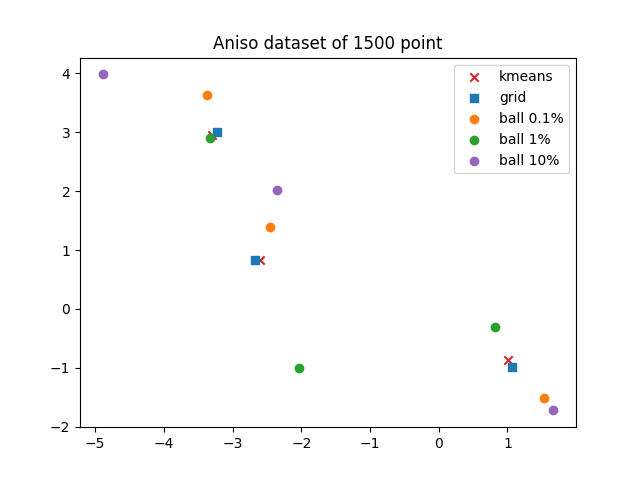 Aniso dataset of 1500 point
kmeans
grid
ball 0.1%
ball 1%
ball 10%
4
3
2
1
0
−1
−2
−5 −4 −3 −2 −1 0 1